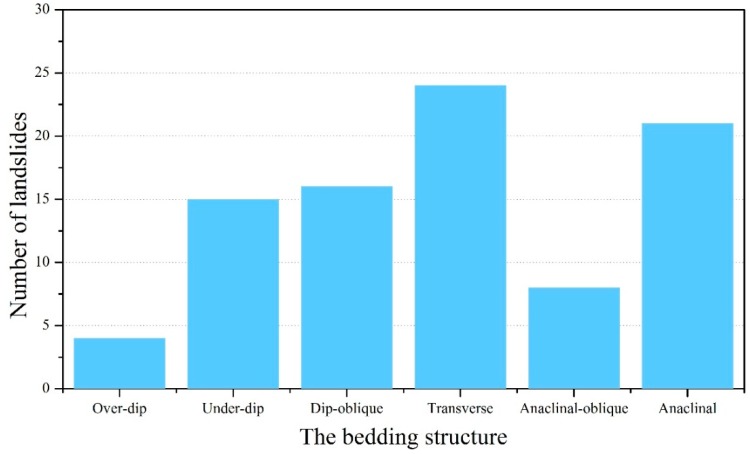 30
25
20
15
10
5
0
Number of landslides
Over-dip Under-dip Dip-oblique Transverse Anaclinal-oblique Anaclinal
The bedding structure